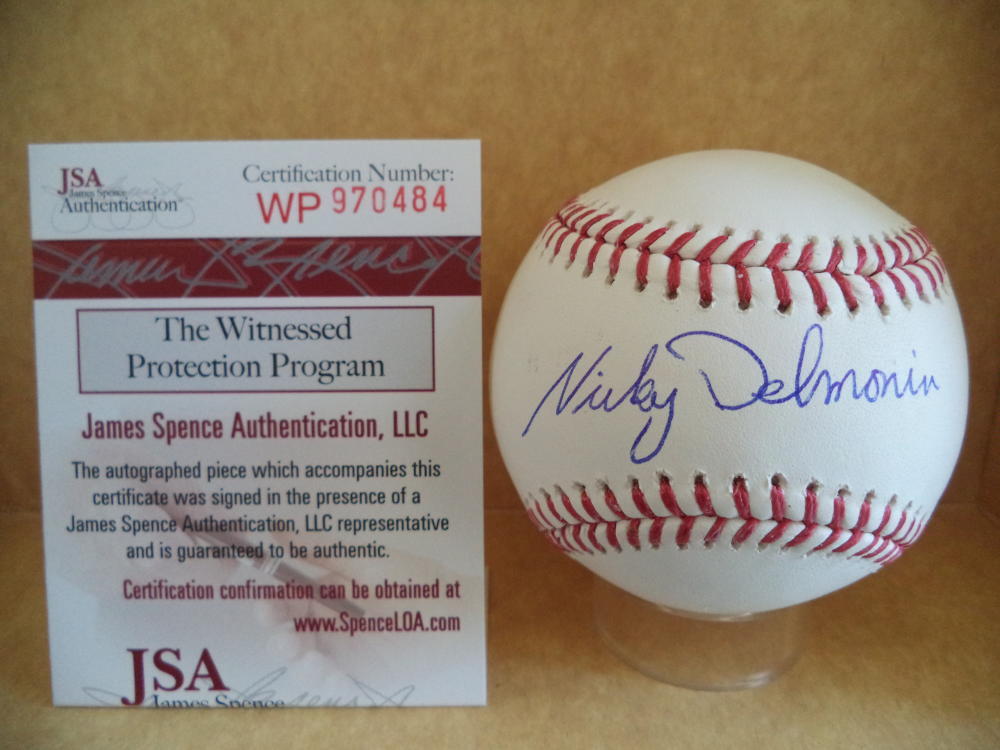 JSA
James Spence
Authentication
Certification Number:
WP 970484
The Witnessed
Protection Program
James Spence Authentication, LLC
The autographed piece which accompanies this
certificate was signed in the presence of a
James Spence Authentication, LLC representative
and is guaranteed to be authentic.
Certification confirmation can be obtained at
www.SpenceLOA.com
JSA
James Spence
Nicky Delmonico